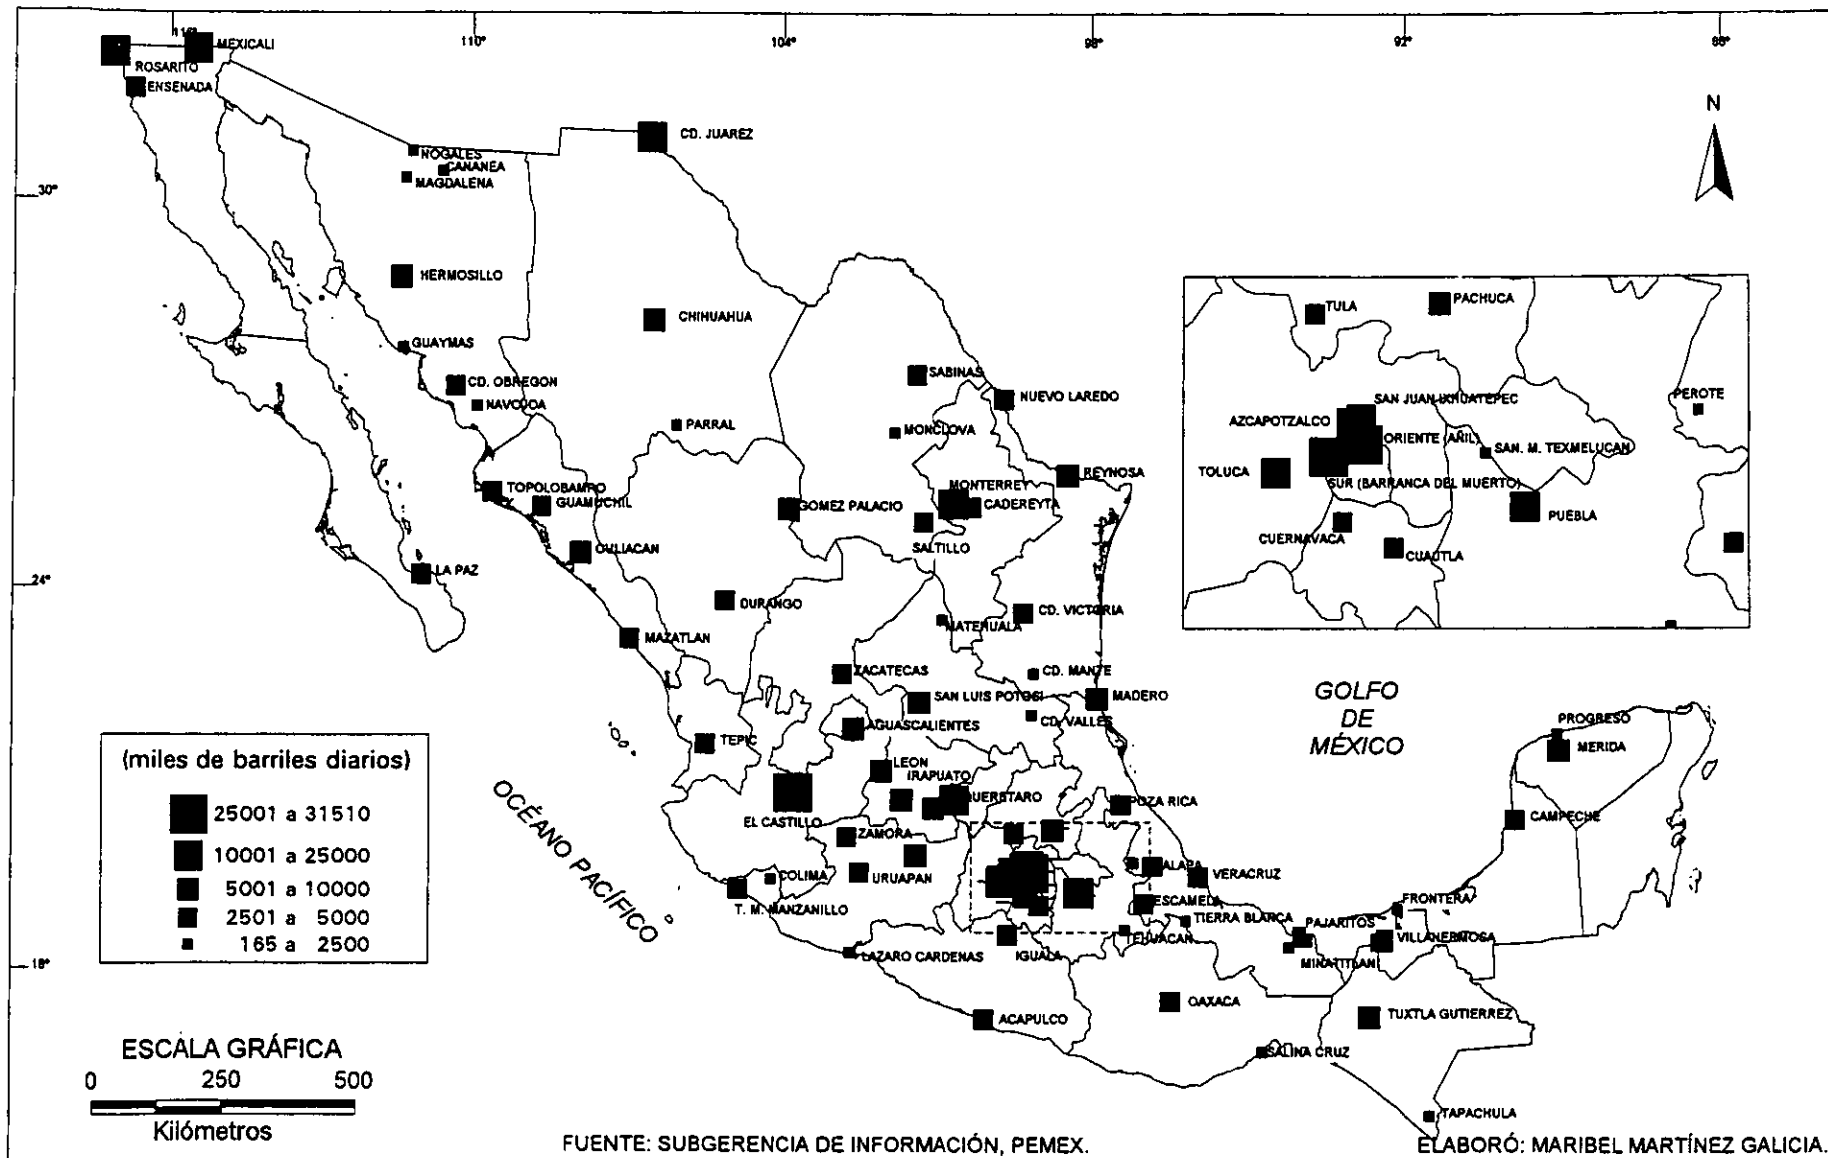 116°
110°
104°
98°
92°
86°
MEXICALI
ROSARITO
ENSENADA
CD. JUAREZ
N
NOGALES
CANANEA
MAGDALENA
30°
HERMOSILLO
CHIHUAHUA
GUAYMAS
CD. OBREGON
NAVOJOA
PARRAL
SABINAS
NUEVO LAREDO
MONCLOVA
REYNOSA
MONTERREY
CADEREYTA
TOPOLOBAMPO
GUAMUCHIL
GOMEZ PALACIO
SALTILLO
CULIACAN
LA PAZ
24°
DURANGO
CD. VICTORIA
MATEHUALA
MAZATLAN
ZACATECAS
CD. MANTE
SAN LUIS POTOSI
MADERO
CD. VALLES
AGUASCALIENTES
TEPIC
LEON
IRAPUATO
QUERETARO
POZA RICA
EL CASTILLO
ZAMORA
COLIMA
URUAPAN
T. M. MANZANILLO
JALAPA
VERACRUZ
ESCAMELA
TIERRA BLANCA
TEHUACAN
PAJARITOS
FRONTERA
VILLAHERMOSA
MINATITLAN
LAZARO CARDENAS
IGUALA
18°
OAXACA
ACAPULCO
TUXTLA GUTIERREZ
SALINA CRUZ
TAPACHULA
PROGRESO
MERIDA
CAMPECHE
TULA
PACHUCA
SAN JUAN IXHUATEPEC
PEROTE
AZCAPOTZALCO
ORIENTE (AÑIL)
SAN. M. TEXMELUCAN
TOLUCA
SUR (BARRANCA DEL MUERTO)
PUEBLA
CUERNAVACA
CUAUTLA
GOLFO
DE
MÉXICO
OCÉANO PACÍFICO
(miles de barriles diarios)
25001 a 31510
10001 a 25000
5001 a 10000
2501 a 5000
165 a 2500
ESCALA GRÁFICA
0 250 500
Kilómetros
FUENTE: SUBGERENCIA DE INFORMACIÓN, PEMEX.
ELABORÓ: MARIBEL MARTÍNEZ GALICIA.